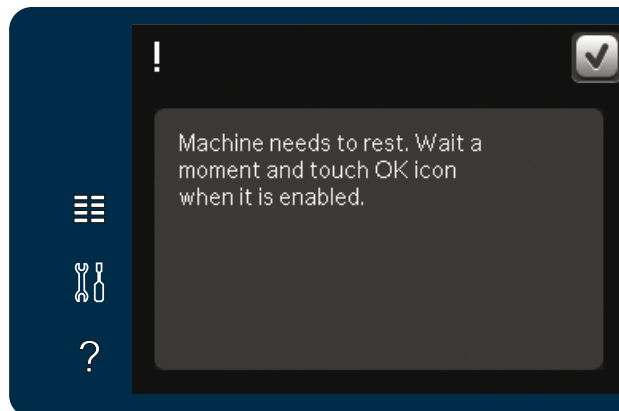 !
Machine needs to rest. Wait a
moment and touch OK icon
when it is enabled.
?